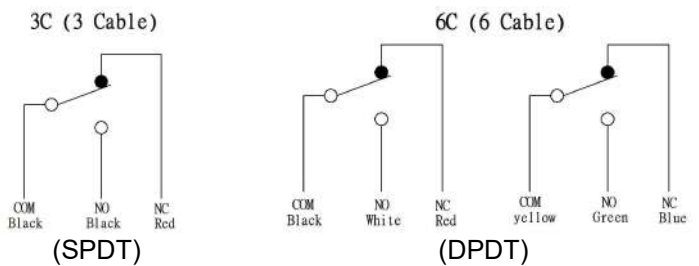 3C (3 Cable)
6C (6 Cable)
COM NO NC
Black Black Red
COM NO NC
Black White Red
COM NO NC
yellow Green Blue
(SPDT)
(DPDT)